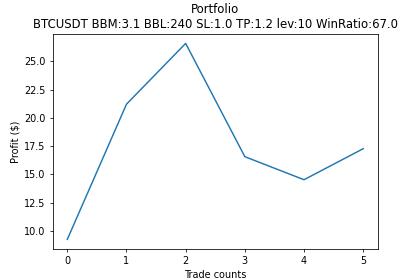 Portfolio
BTCUSDT BBM:3.1 BBL:240 SL:1.0 TP:1.2 lev:10 WinRatio:67.0
Profit ($)
25.0
22.5
20.0
17.5
15.0
12.5
10.0
0 1 2 3 4 5
Trade counts